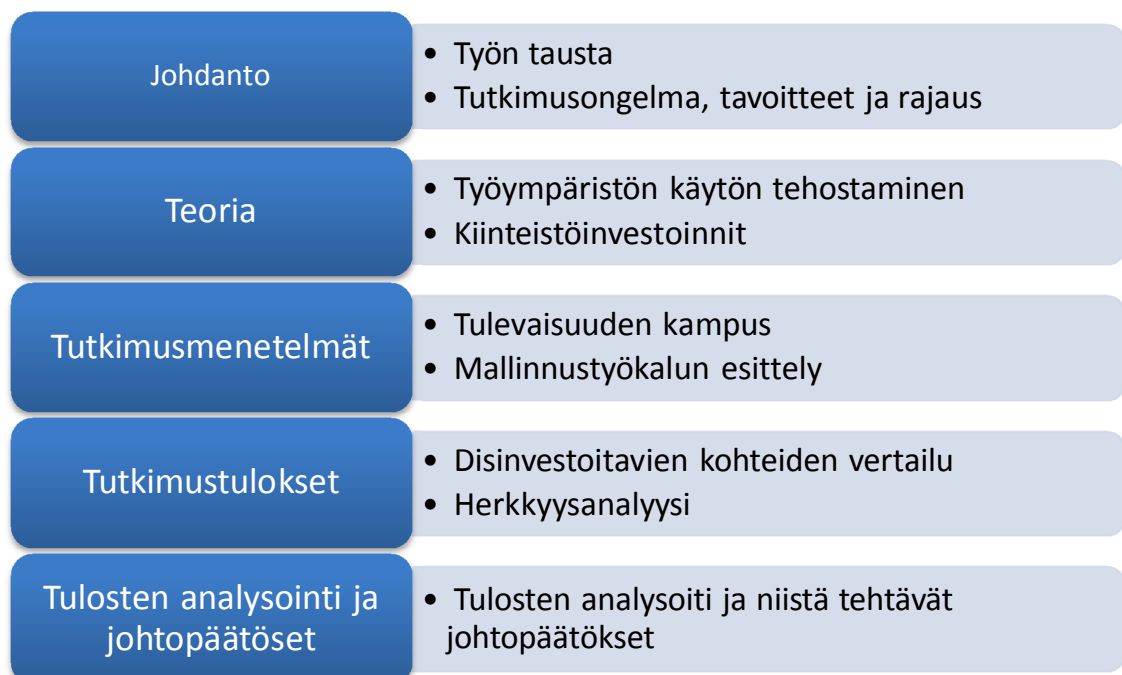 Johdanto
• Työn tausta
• Tutkimusongelma, tavoitteet ja rajaus
Teoria
• Työympäristön käytön tehostaminen
• Kiinteistöinvestoinnit
Tutkimusmenetelmät
• Tulevaisuuden kampus
• Mallinnustyökalun esittely
Tutkimustulokset
• Disinvestoitavien kohteiden vertailu
• Herkkyysanalyysi
Tulosten analysointi ja
johtopäätöset
• Tulosten analysoiti ja niistä tehtävät
johtopäätökset